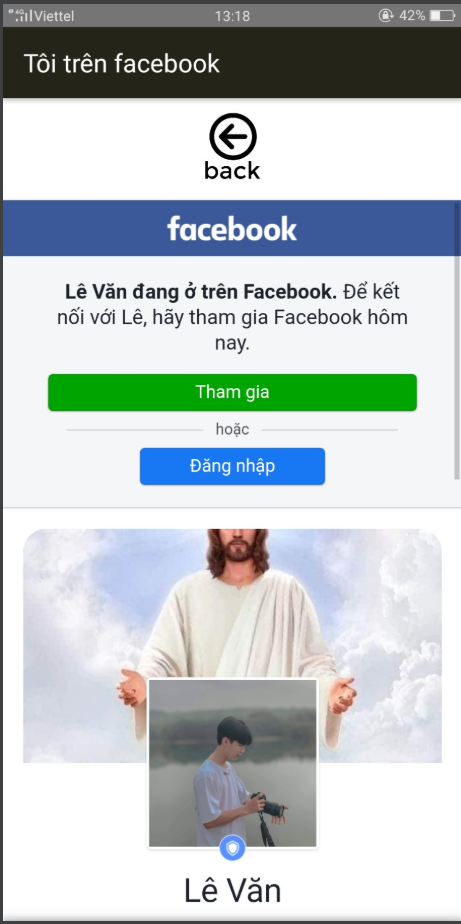 4G Viettel 13:18 42%
Tôi trên facebook
back
facebook
Lê Văn đang ở trên Facebook. Để kết
nối với Lê, hãy tham gia Facebook hôm
nay.
Tham gia
hoặc
Đăng nhập
Lê Văn